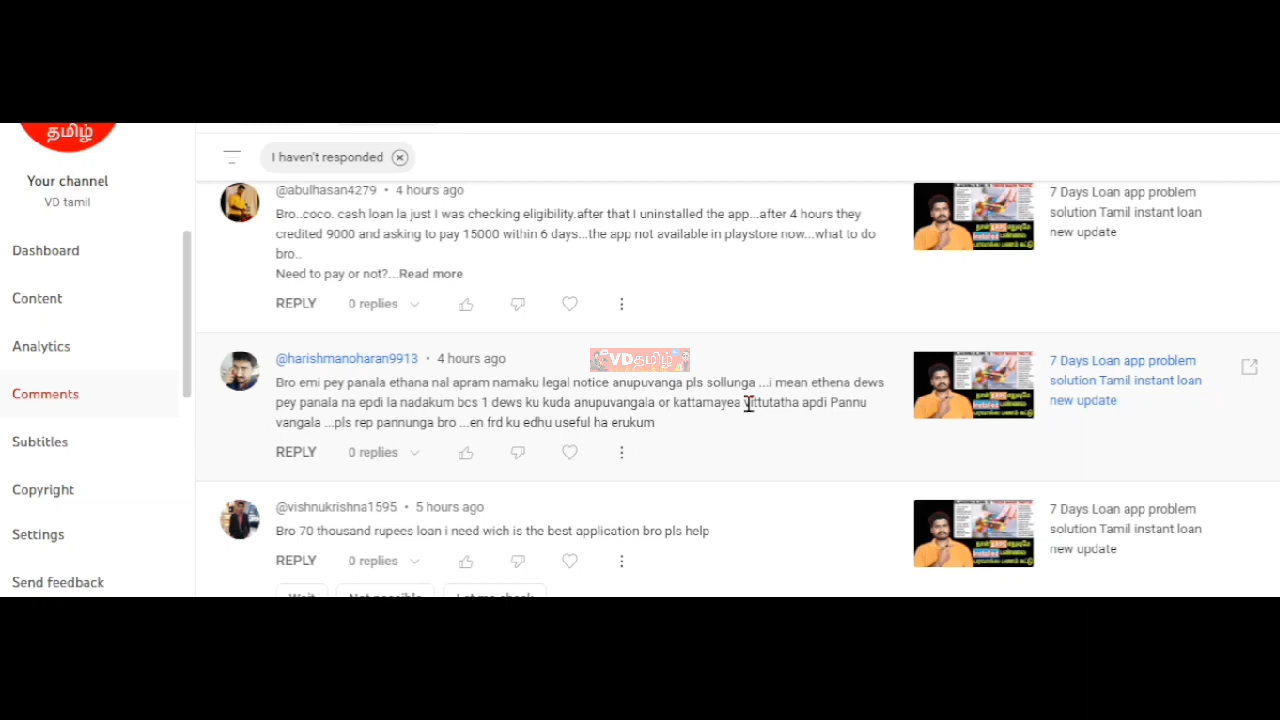 தமிழ்
Your channel
VD tamil
Dashboard
Content
Analytics
Comments
Subtitles
Copyright
Settings
Send feedback
I haven't responded
@abulhasan4279 • 4 hours ago
Bro..coco.. cash loan la just I was checking eligibility.after that I uninstalled the app...after 4 hours they
credited 9000 and asking to pay 15000 within 6 days...the app not available in playstore now...what to do
bro..
Need to pay or not?...Read more
REPLY 0 replies
7 Days Loan app problem
solution Tamil instant loan
new update
@harishmanoharan9913 • 4 hours ago
VDதமிழ்
Bro emi pey panala ethana nal apram namaku legal notice anupuvanga pls sollunga ...i mean ethena dews
pey panala na epdi la nadakum bcs 1 dews ku kuda anupuvangala or kattamayea vittutatha apdi Pannu
vangala ...pls rep pannunga bro ...en frd ku edhu useful ha erukum
REPLY 0 replies
7 Days Loan app problem
solution Tamil instant loan
new update
@vishnukrishna1595 • 5 hours ago
Bro 70 thousand rupees loan i need wich is the best application bro pls help
REPLY 0 replies
7 Days Loan app problem
solution Tamil instant loan
new update
Wait Not possible Let me check